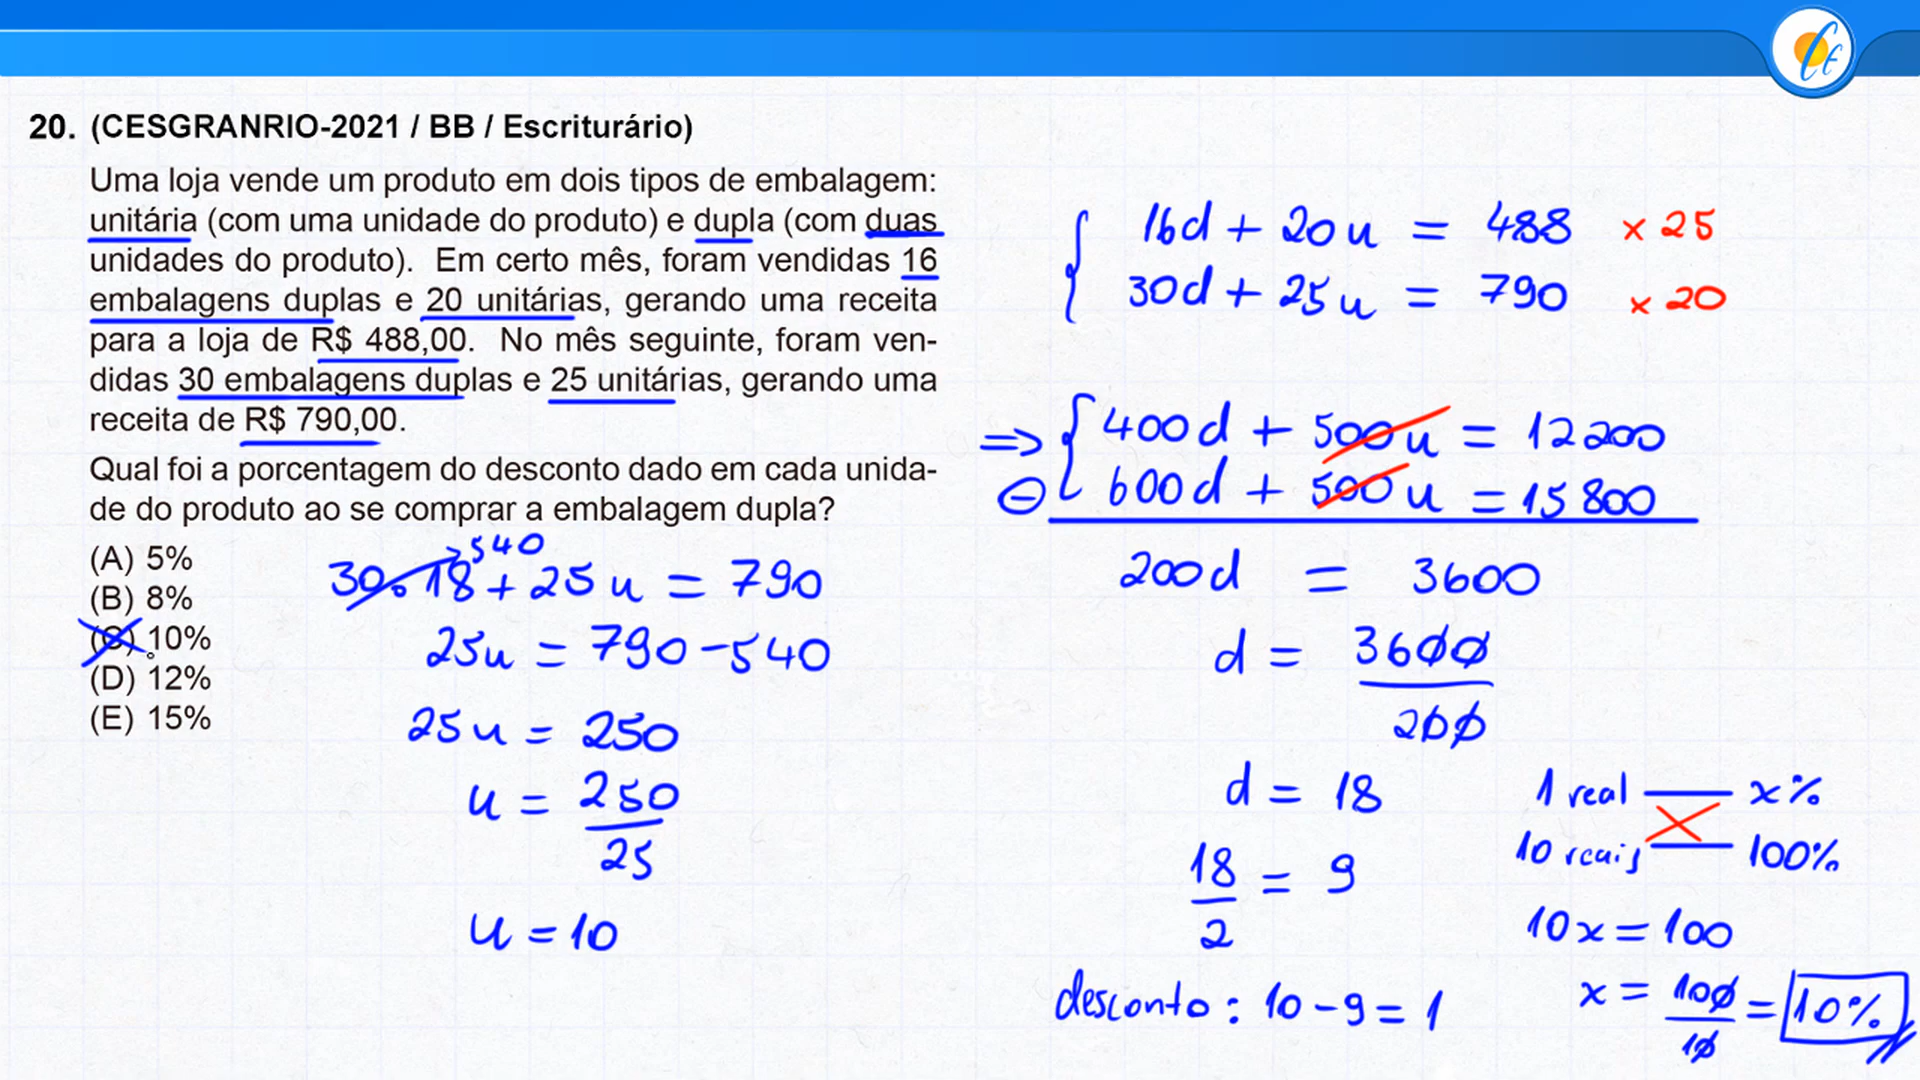 20. (CESGRANRIO-2021 / BB / Escriturário)
Uma loja vende um produto em dois tipos de embalagem:
unitária (com uma unidade do produto) e dupla (com duas
unidades do produto). Em certo mês, foram vendidas 16
embalagens duplas e 20 unitárias, gerando uma receita
para a loja de R$ 488,00. No mês seguinte, foram ven-
didas 30 embalagens duplas e 25 unitárias, gerando uma
receita de R$ 790,00.
Qual foi a porcentagem do desconto dado em cada unida-
de do produto ao se comprar a embalagem dupla?
(A) 5%
(B) 8%
(C) 10%
(D) 12%
(E) 15%
540
30.18 + 25u = 790
25u = 790 - 540
25u = 250
u = 250
25
u = 10
16d + 20u = 488 × 25
30d + 25u = 790 × 20
⇒ 400d + 500u = 12200
- 600d + 500u = 15800
200d = 3600
d = 3600
200
d = 18
18 = 9
2
desconto: 10 - 9 = 1
1 real x%
10 reais 100%
10x = 100
x = 100 = 10%
10
CE